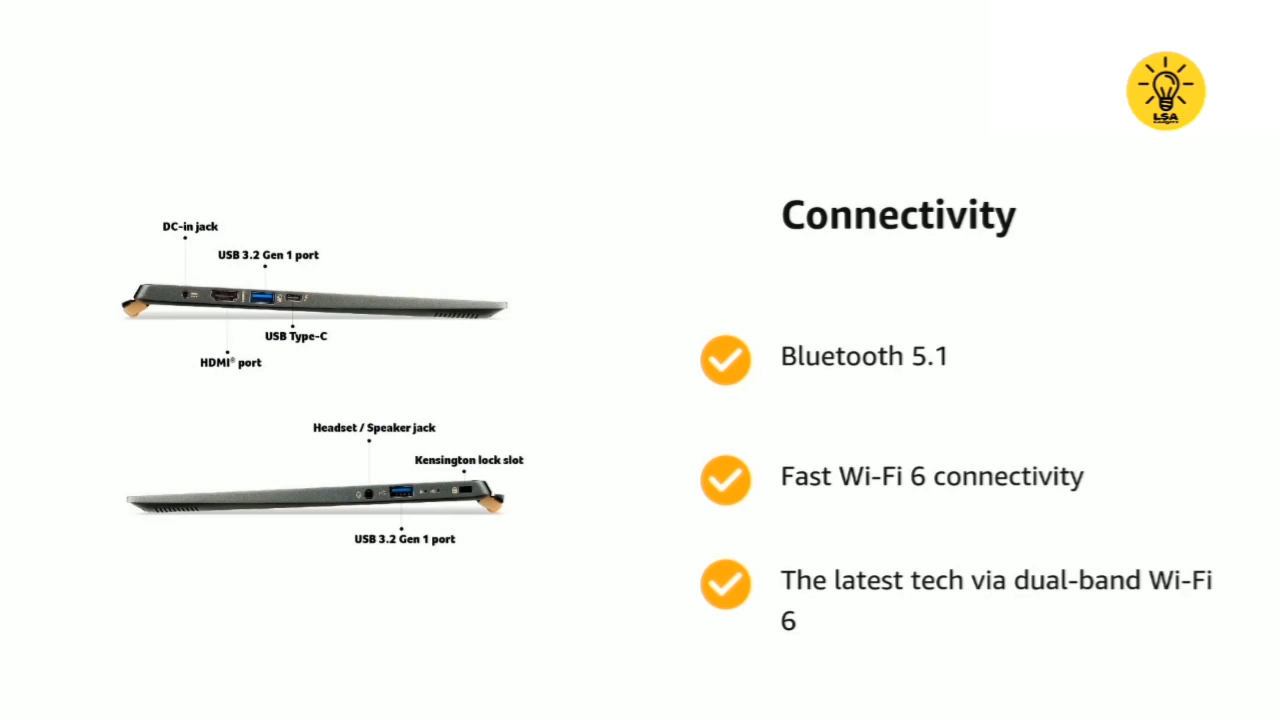 LSA
Connectivity
DC-in jack
USB 3.2 Gen 1 port
USB Type-C
HDMI® port
Headset / Speaker jack
Kensington lock slot
USB 3.2 Gen 1 port
Bluetooth 5.1
Fast Wi-Fi 6 connectivity
The latest tech via dual-band Wi-Fi
6